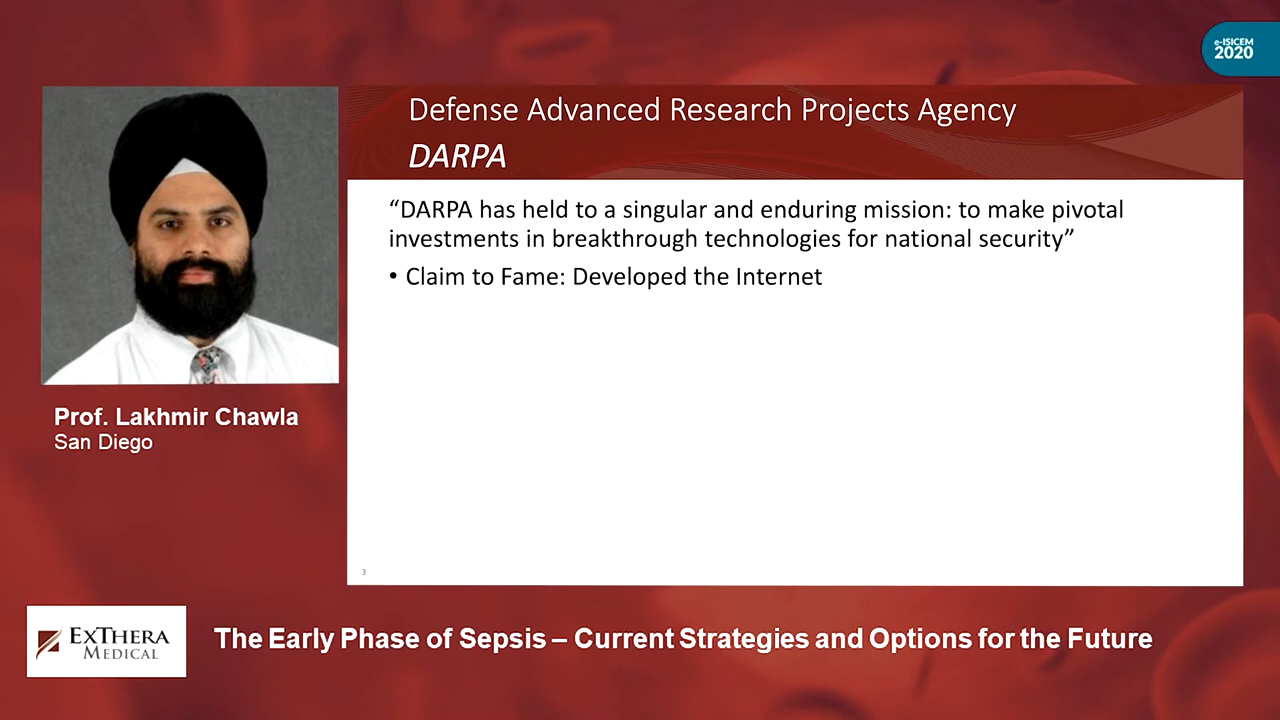 e-ISICEM
2020
Defense Advanced Research Projects Agency
DARPA
“DARPA has held to a singular and enduring mission: to make pivotal
investments in breakthrough technologies for national security”
• Claim to Fame: Developed the Internet
Prof. Lakhmir Chawla
San Diego
3
EXTHERA
MEDICAL
The Early Phase of Sepsis – Current Strategies and Options for the Future